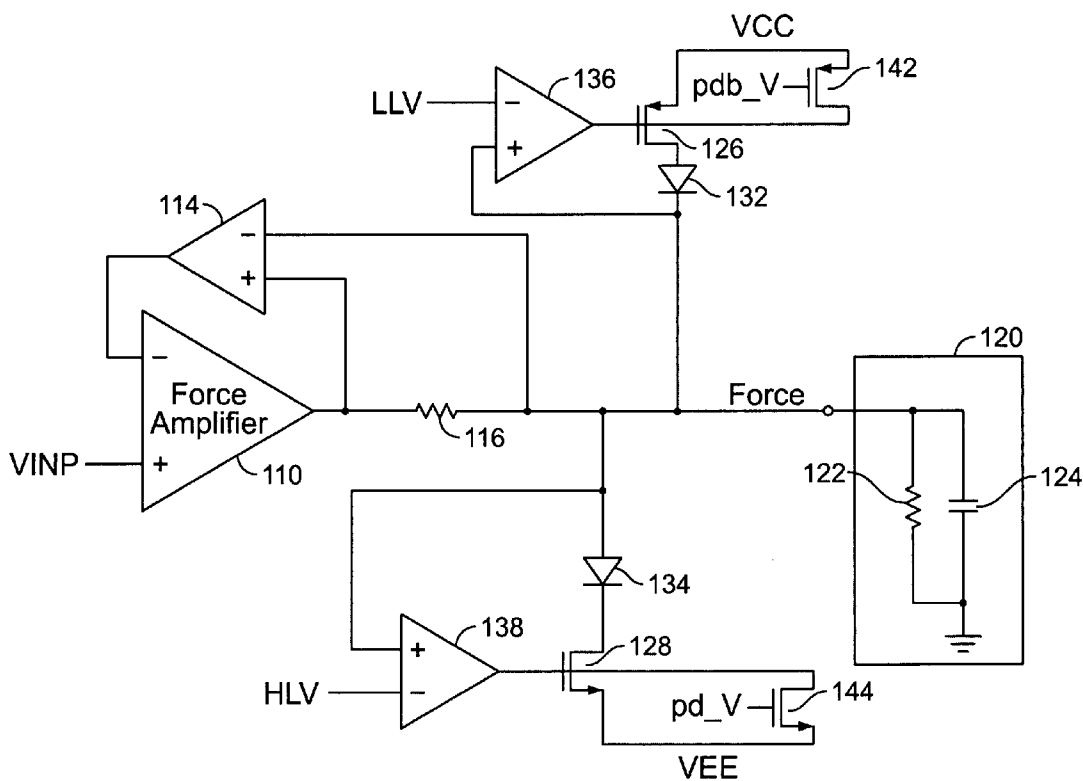 VCC
136
142
pdb_V
LLV
−
+
126
132
114
−
+
120
−
Force
Amplifier
Force
116
122
124
VINP
+
110
134
138
128
+
HLV
−
pd_V
144
VEE